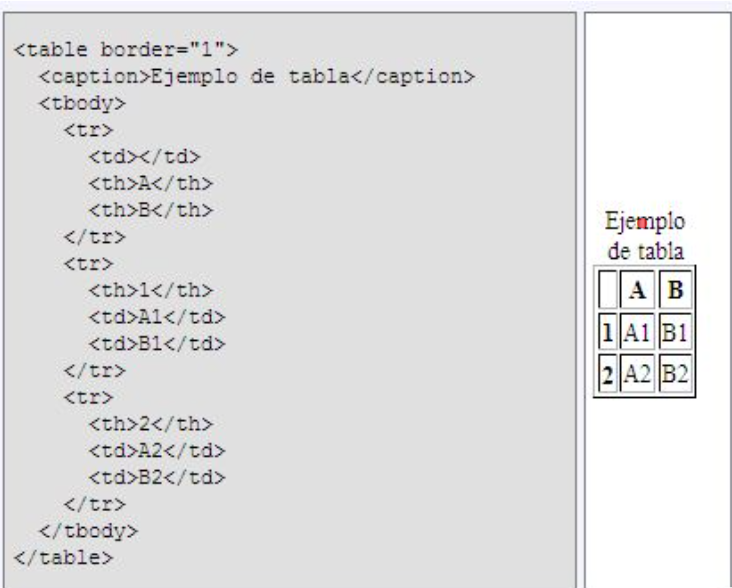 <table border="1">
  <caption>Ejemplo de tabla</caption>
  <tbody>
    <tr>
      <td></td>
      <th>A</th>
      <th>B</th>
    </tr>
    <tr>
      <th>1</th>
      <td>A1</td>
      <td>B1</td>
    </tr>
    <tr>
      <th>2</th>
      <td>A2</td>
      <td>B2</td>
    </tr>
  </tbody>
</table>
Ejemplo
de tabla
A B
1 A1 B1
2 A2 B2